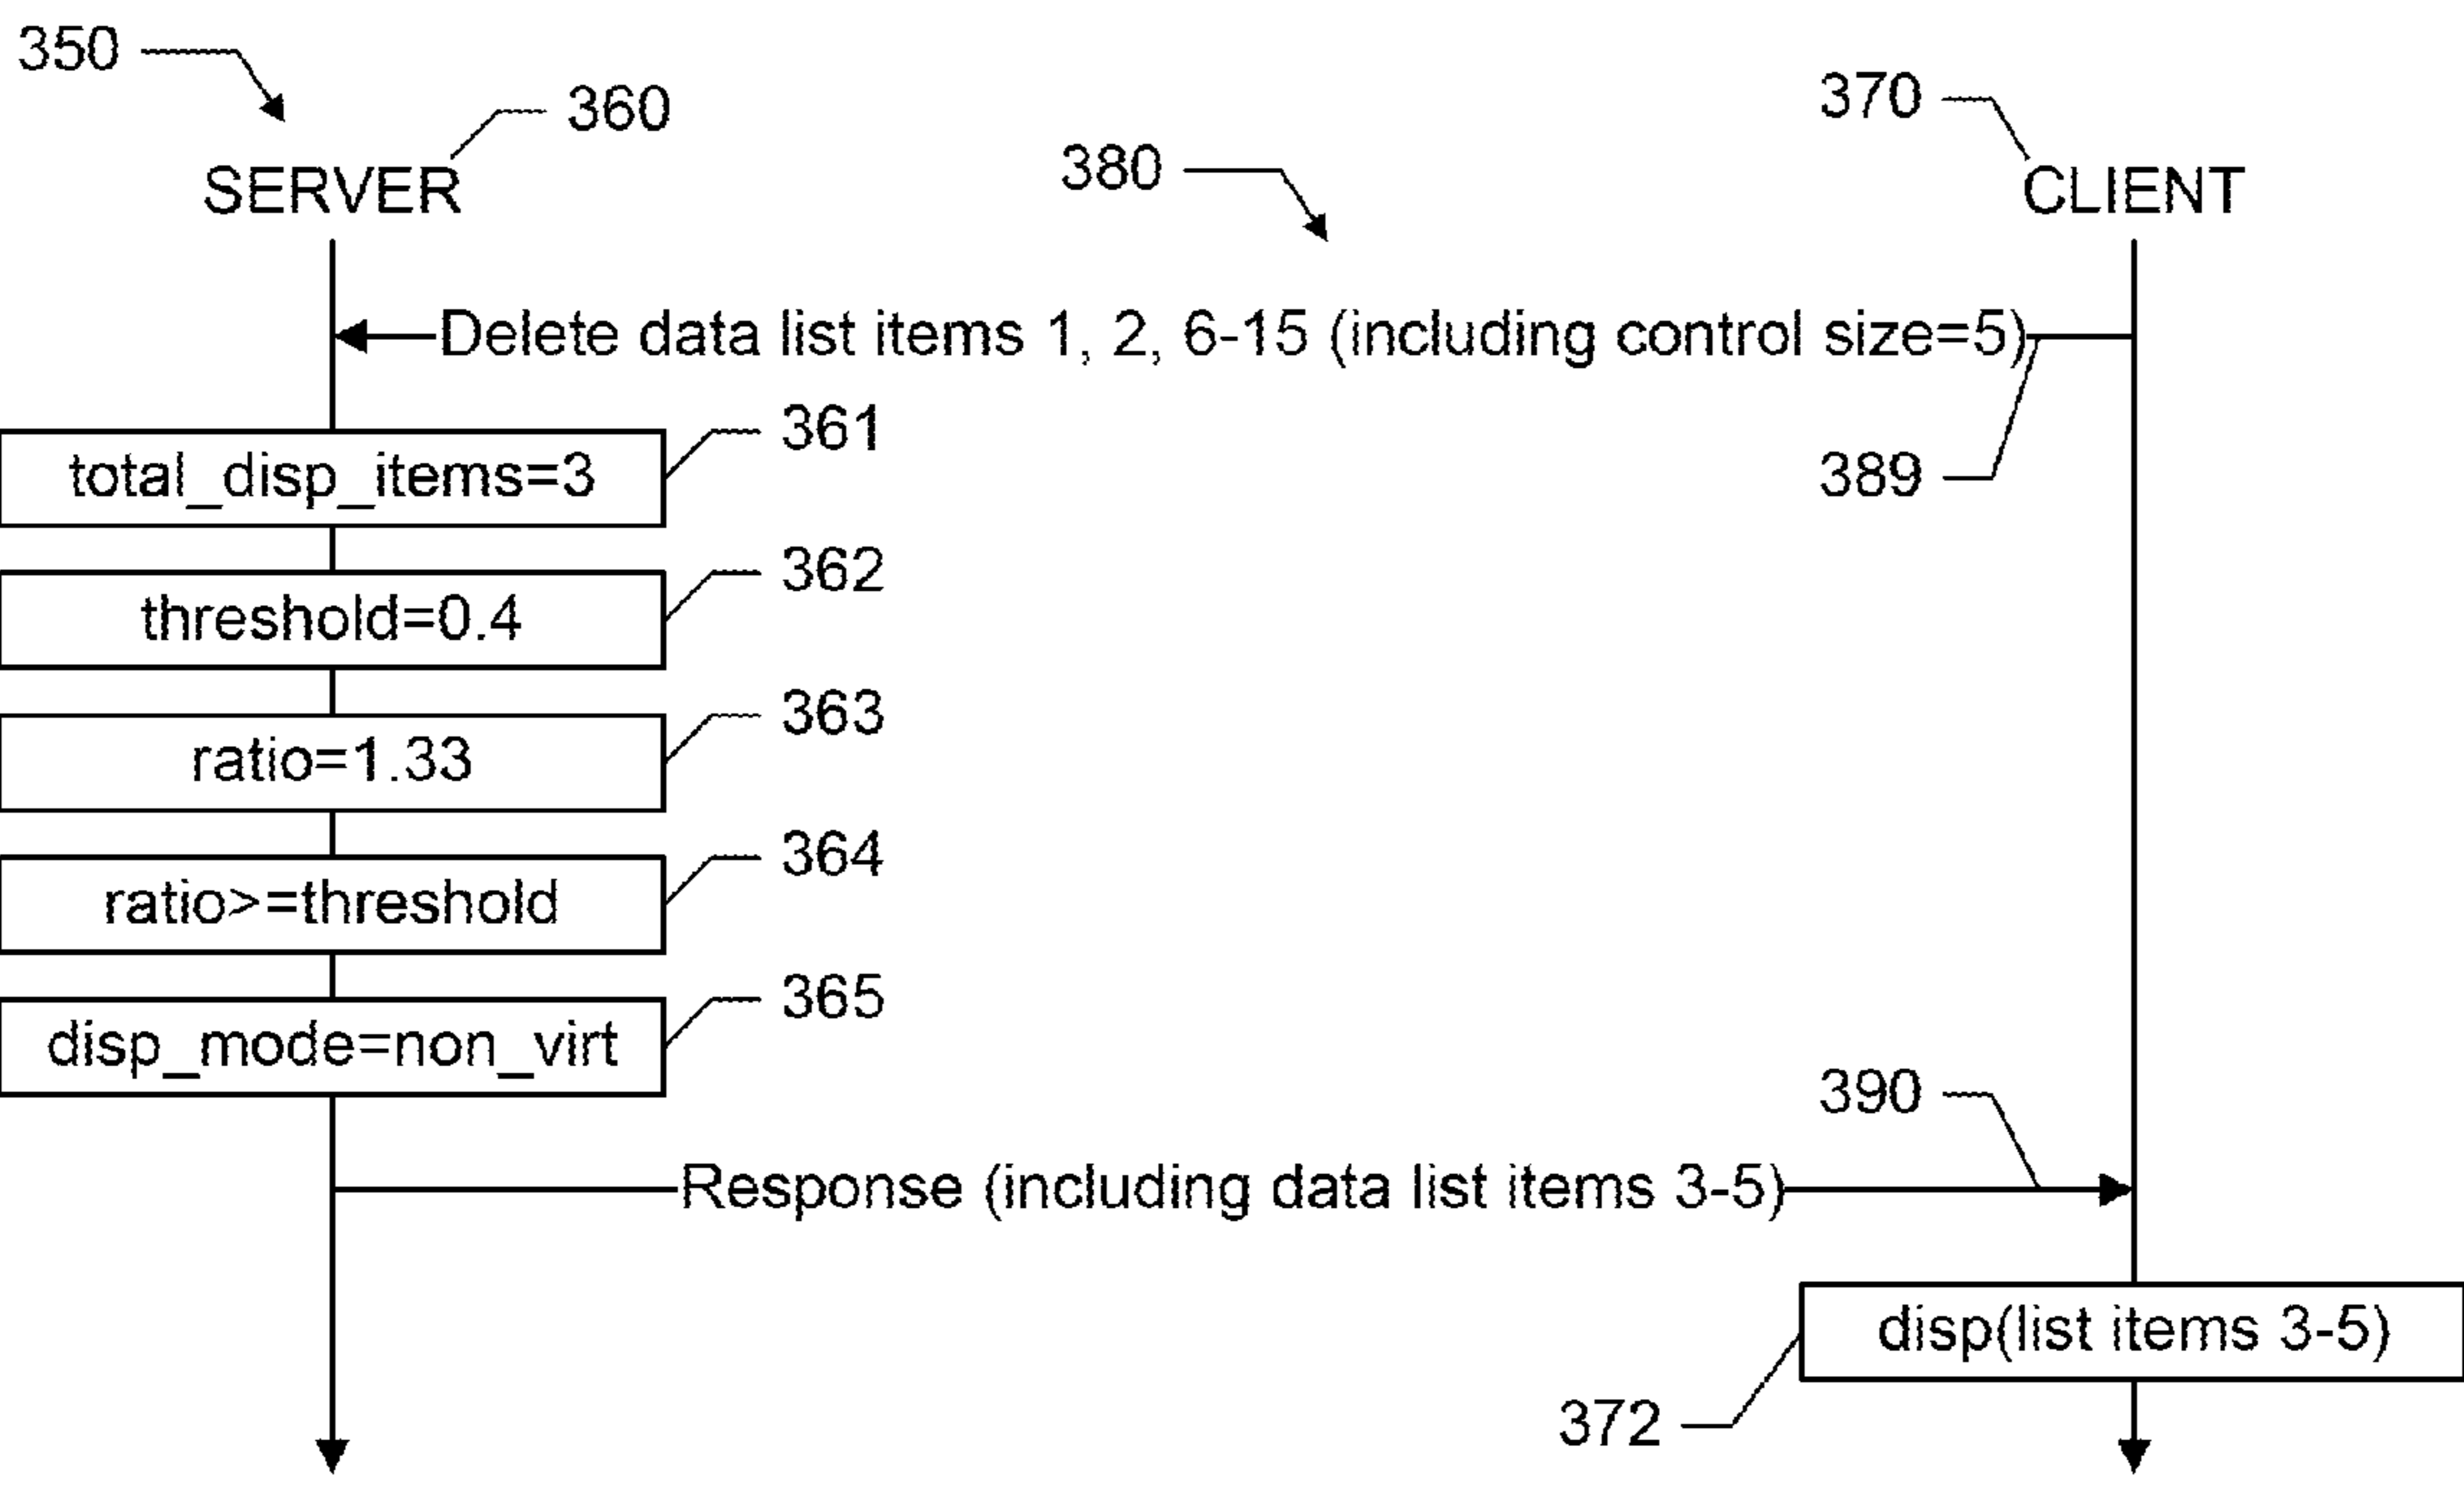 350
360
370
380
SERVER
CLIENT
Delete data list items 1, 2, 6-15 (including control size=5)
361
total_disp_items=3
389
362
threshold=0.4
363
ratio=1.33
364
ratio>=threshold
365
disp_mode=non_virt
390
Response (including data list items 3-5)
disp(list items 3-5)
372